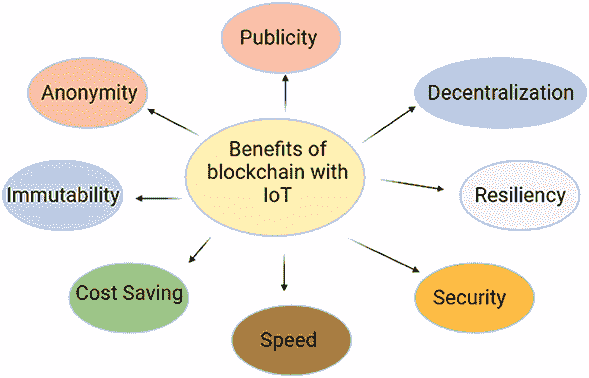 Publicity
Anonymity
Decentralization
Benefits of
blockchain with
IoT
Immutability
Resiliency
Cost Saving
Security
Speed